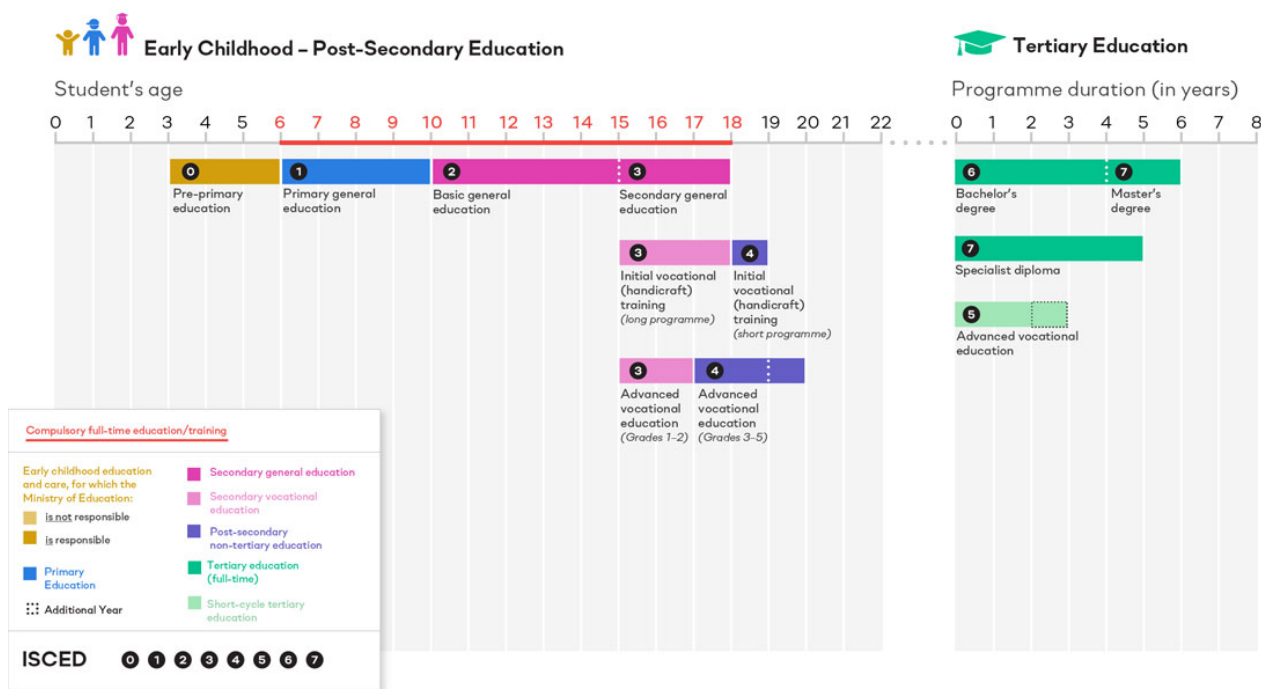 Early Childhood – Post-Secondary Education
Tertiary Education
Student's age
Programme duration (in years)
0 1 2 3 4 5 6 7 8 9 10 11 12 13 14 15 16 17 18 19 20 21 22
0 1 2 3 4 5 6 7 8
0
Pre-primary
education
1
Primary general
education
2
Basic general
education
3
Secondary general
education
6
Bachelor's
degree
7
Master's
degree
3
Initial vocational
(handicraft)
training
(long programme)
4
Initial
vocational
(handicraft)
training
(short programme)
7
Specialist diploma
5
Advanced vocational
education
3
Advanced
vocational
education
(Grades 1–2)
4
Advanced
vocational
education
(Grades 3–5)
Compulsory full-time education/training
Early childhood education
and care, for which the
Ministry of Education:
is not responsible
is responsible
Primary
Education
Additional Year
Secondary general education
Secondary vocational
education
Post-secondary
non-tertiary education
Tertiary education
(full-time)
Short-cycle tertiary
education
ISCED 0 1 2 3 4 5 6 7